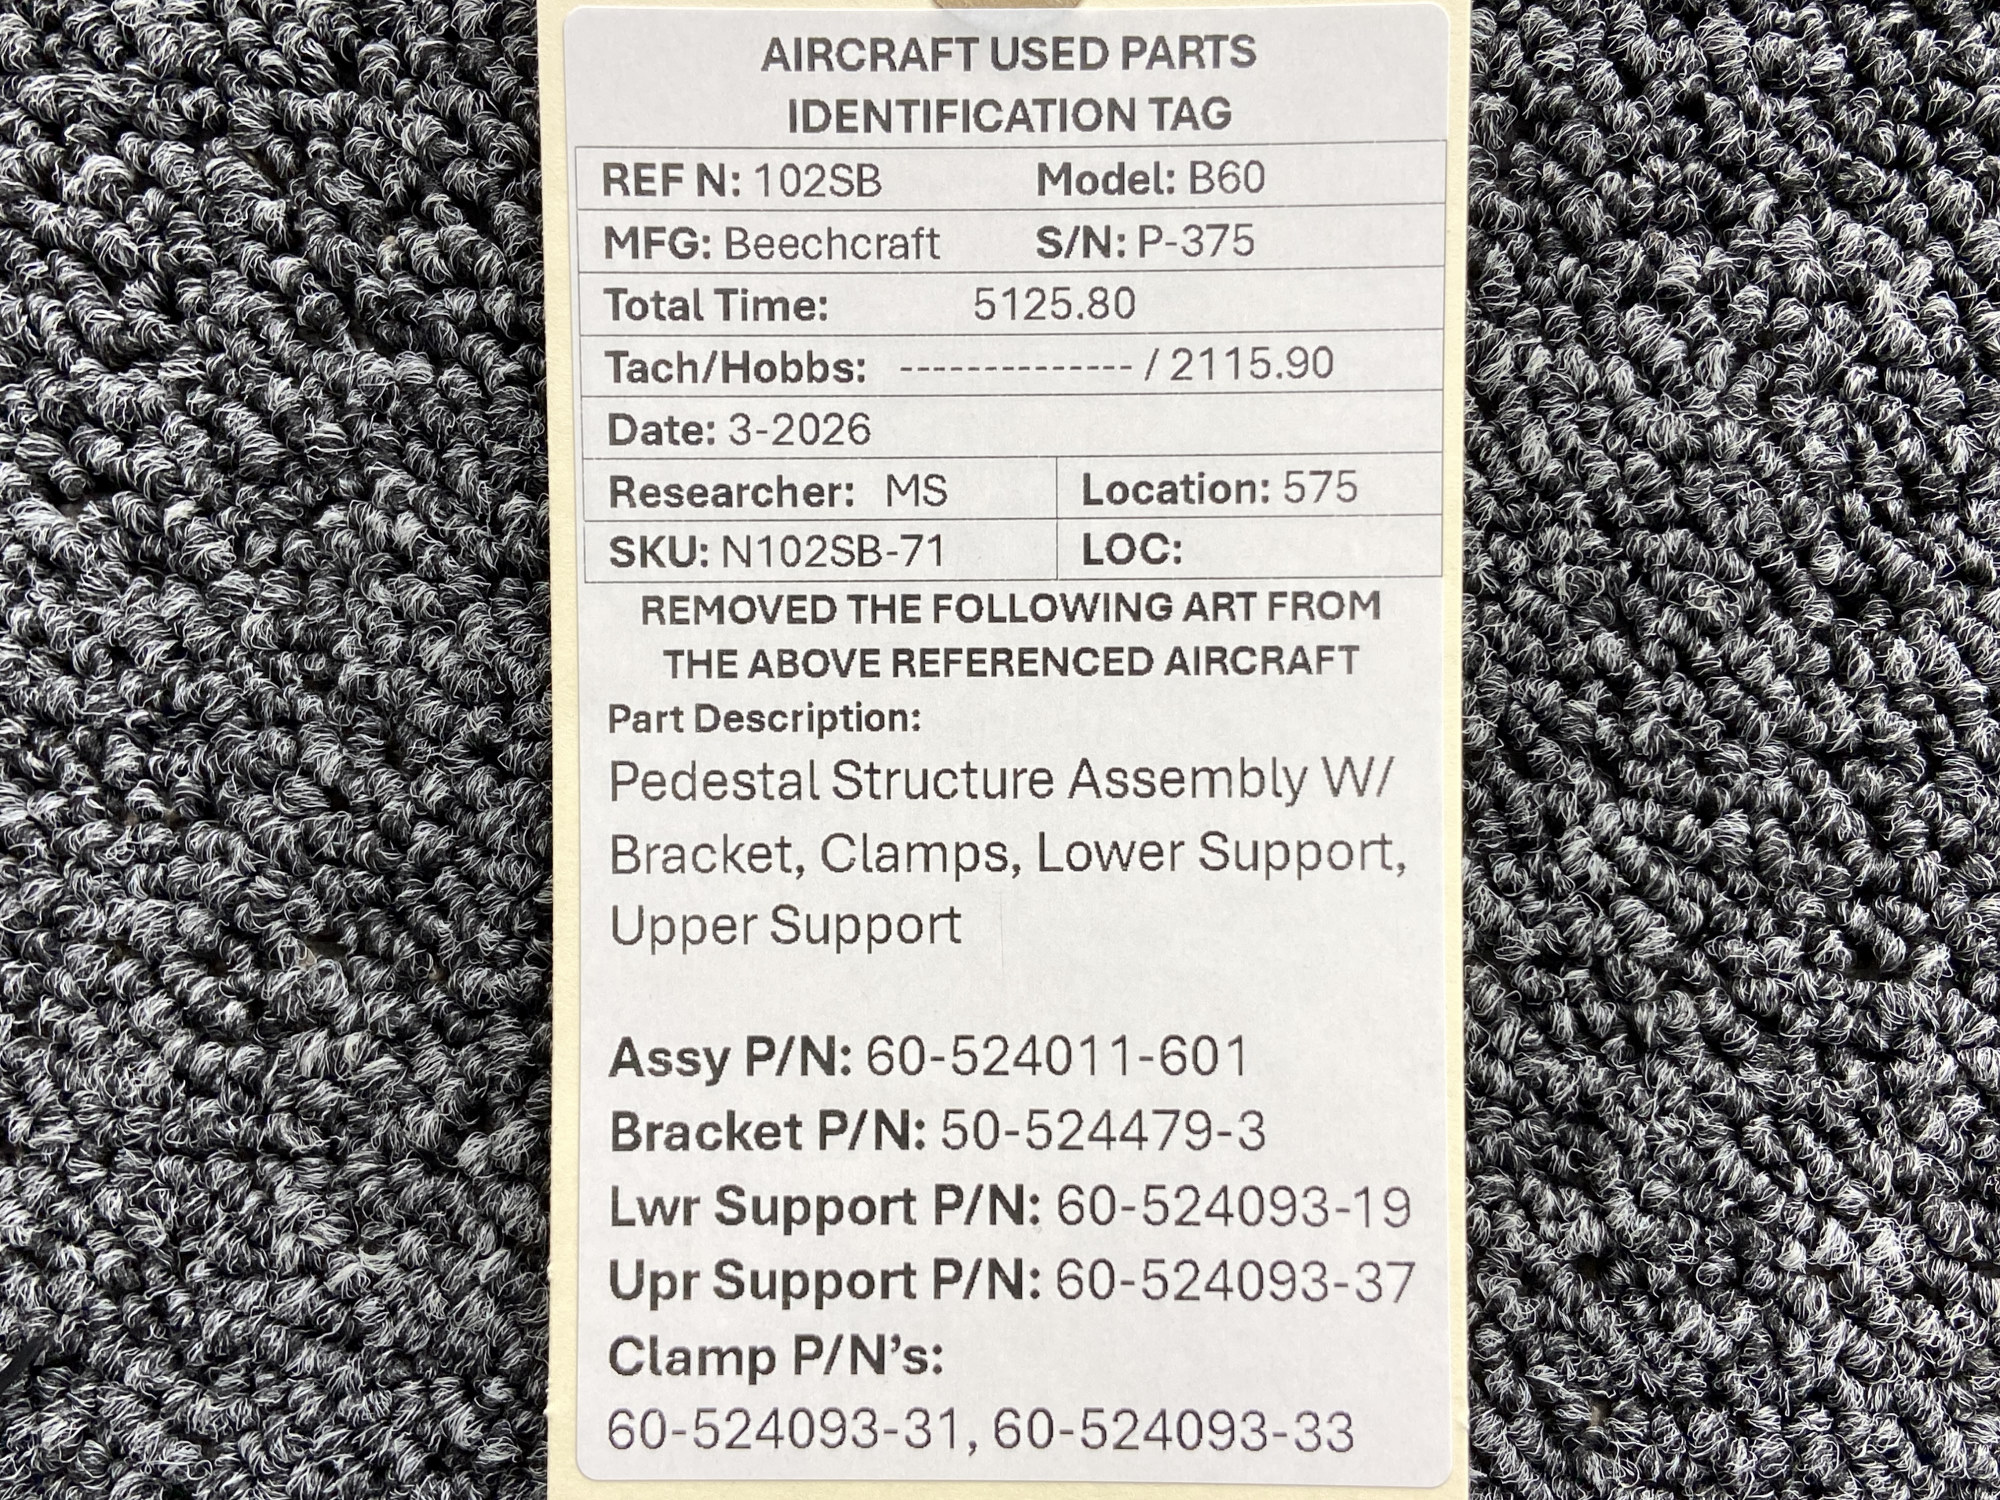 AIRCRAFT USED PARTS
IDENTIFICATION TAG
REF N: 102SB Model: B60
MFG: Beechcraft S/N: P-375
Total Time: 5125.80
Tach/Hobbs: -------------- / 2115.90
Date: 3-2026
Researcher: MS Location: 575
SKU: N102SB-71 LOC:
REMOVED THE FOLLOWING ART FROM
THE ABOVE REFERENCED AIRCRAFT
Part Description:
Pedestal Structure Assembly W/
Bracket, Clamps, Lower Support,
Upper Support
Assy P/N: 60-524011-601
Bracket P/N: 50-524479-3
Lwr Support P/N: 60-524093-19
Upr Support P/N: 60-524093-37
Clamp P/N’s:
60-524093-31, 60-524093-33